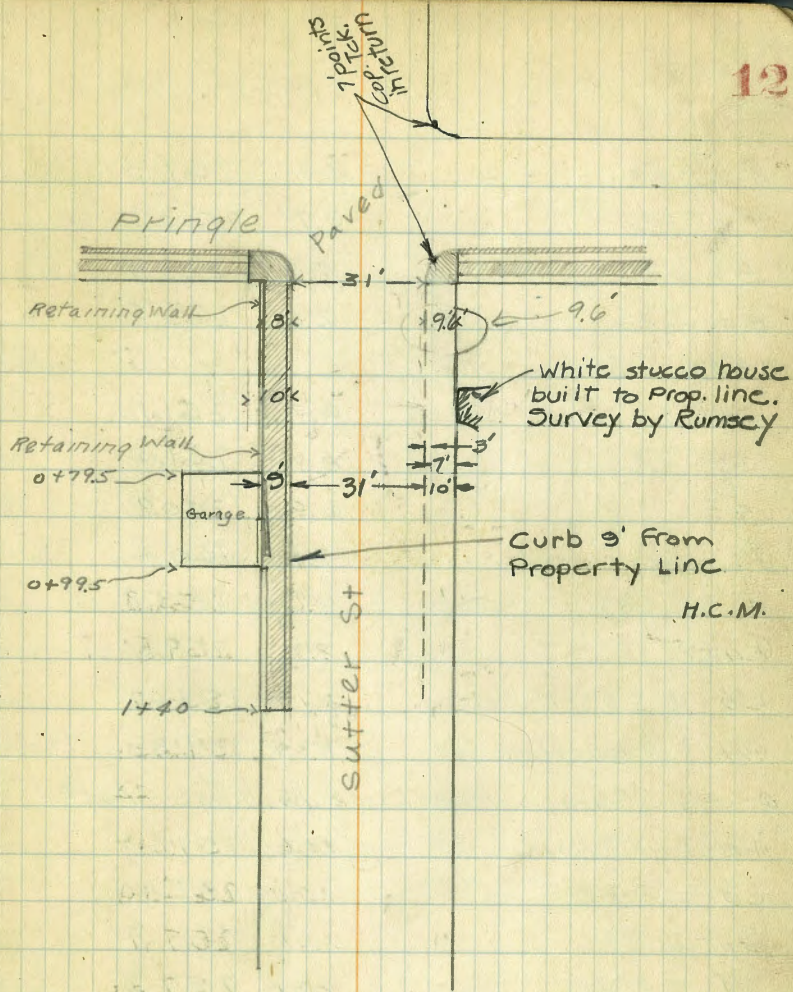 7' points
Tck.
Cop. turn
in return
12
Pringle
Paved
31'
Retaining Wall
8'
9.6'
9.6'
White stucco house
built to Prop. line.
Survey by Rumsey
10'
3'
Retaining Wall
7'
0+79.5
9'
31'
10'
Garage
Curb 9' From
Property Line
0+99.5
H.C.M.
Sutter St
1+40